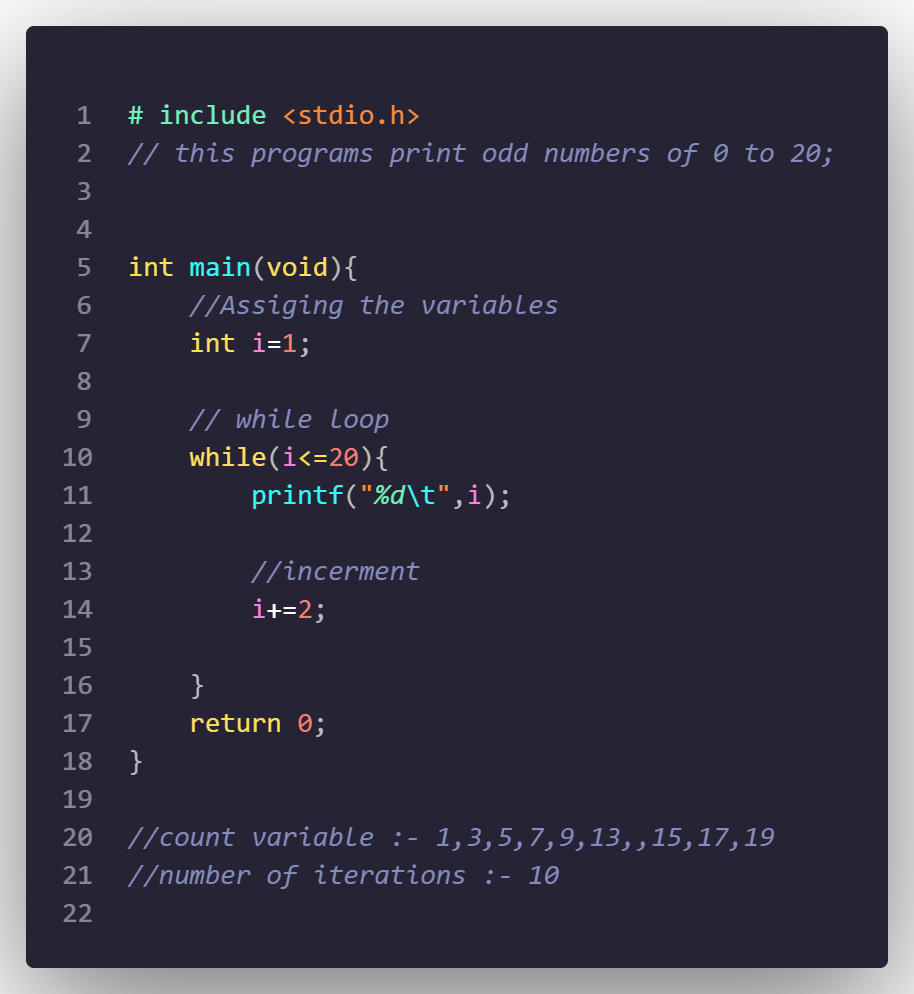 1 # include <stdio.h>
2 // this programs print odd numbers of 0 to 20;
3
4
5 int main(void){
6 //Assiging the variables
7 int i=1;
8
9 // while loop
10 while(i<=20){
11 printf("%d\t",i);
12
13 //incerment
14 i+=2;
15
16 }
17 return 0;
18 }
19
20 //count variable :- 1,3,5,7,9,13,,15,17,19
21 //number of iterations :- 10
22